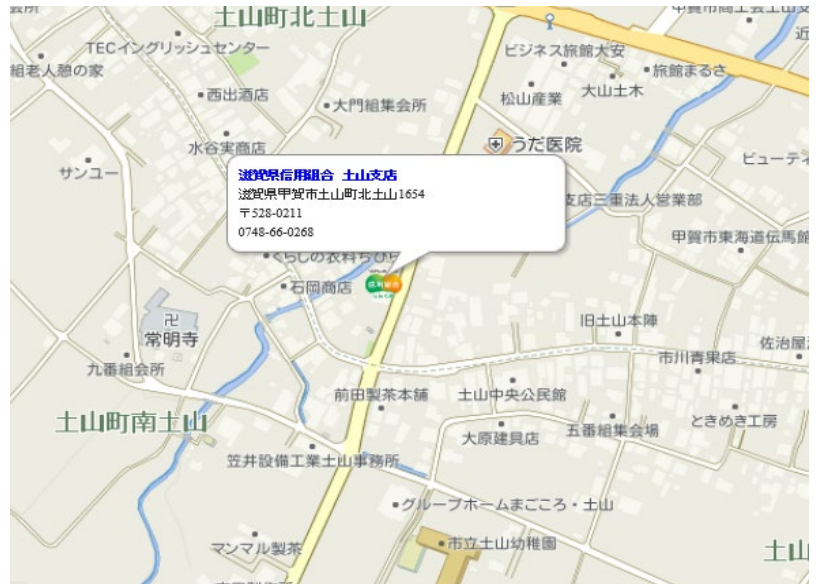 土山町北土山
TECイングリッシュセンター
組老人憩の家
ビジネス旅館大安
旅館まるさ
西出酒店
大門組集会所
松山産業
大山土木
水谷実商店
うだ医院
サンユー
ビューティ
滋賀県信用組合 土山支店
滋賀県甲賀市土山町北土山1654
〒528-0211
0748-66-0268
支店三重法人営業部
甲賀市東海道伝馬館
石岡商店
信用組合
旧土山本陣
常明寺
佐治屋
市川青果店
九番組会所
前田製茶本舗
土山中央公民館
土山町南土山
ときめき工房
大原建具店
五番組集会場
笠井設備工業土山事務所
グループホームまごころ・土山
マンマル製茶
市立土山幼稚園
土山